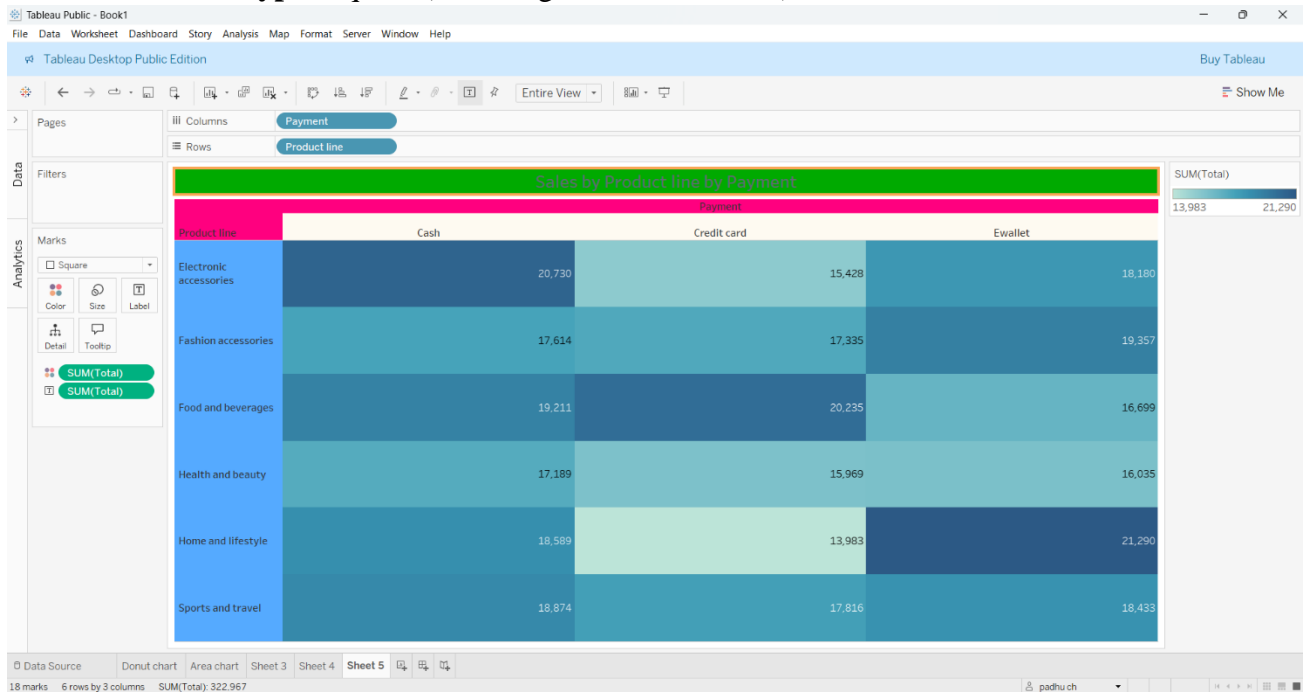 Tableau Public - Book1
File Data Worksheet Dashboard Story Analysis Map Format Server Window Help
Tableau Desktop Public Edition Buy Tableau
Entire View Show Me
Pages Columns Payment
Rows Product line
Data
Filters
Sales by Product line by Payment
SUM(Total)
13,983 21,290
Payment
Product line Cash Credit card Ewallet
Analytics
Marks
Square
Color Size Label
Detail Tooltip
SUM(Total)
SUM(Total)
Electronic
accessories 20,730 15,428 18,180
Fashion accessories 17,614 17,335 19,357
Food and beverages 19,211 20,235 16,699
Health and beauty 17,189 15,969 16,035
Home and lifestyle 18,589 13,983 21,290
Sports and travel 18,874 17,816 18,433
Data Source Donut chart Area chart Sheet 3 Sheet 4 Sheet 5
18 marks 6 rows by 3 columns SUM(Total): 322.967 padhu ch